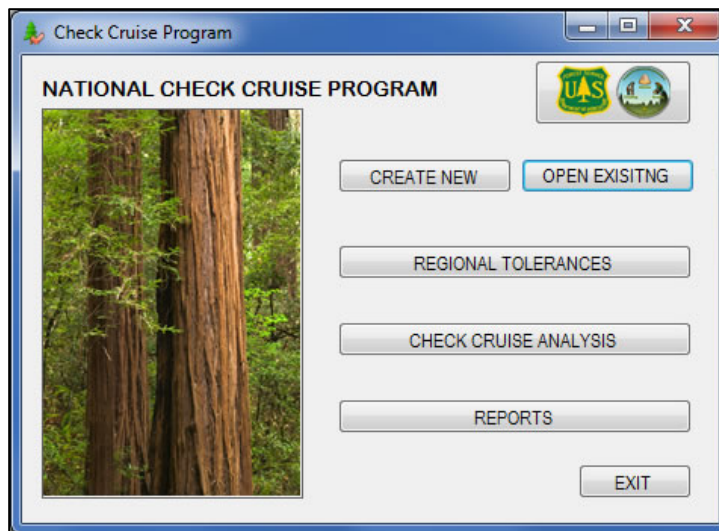 Check Cruise Program
NATIONAL CHECK CRUISE PROGRAM
U S
CREATE NEW
OPEN EXISITNG
REGIONAL TOLERANCES
CHECK CRUISE ANALYSIS
REPORTS
EXIT